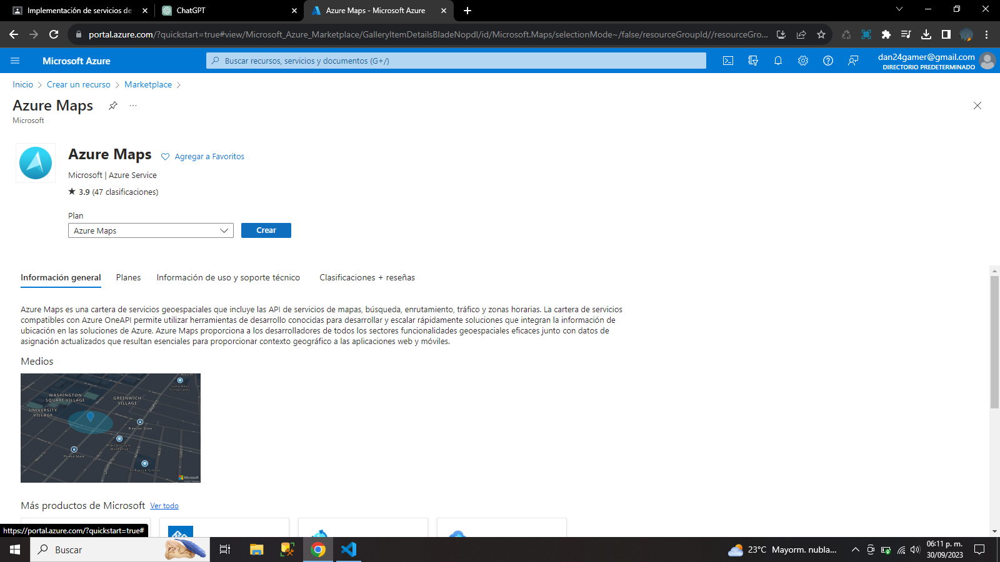 Implementación de servicios de
ChatGPT
Azure Maps - Microsoft Azure
portal.azure.com/?quickstart=true#view/Microsoft_Azure_Marketplace/GalleryItemDetailsBladeNopdl/id/Microsoft.Maps/selectionMode~/false/resourceGroupId//resourceGro...
Microsoft Azure
Buscar recursos, servicios y documentos (G+/)
dan24gamer@gmail.com
DIRECTORIO PREDETERMINADO
Inicio > Crear un recurso > Marketplace >
Azure Maps
Microsoft
Azure Maps
Agregar a Favoritos
Microsoft | Azure Service
★ 3.9 (47 clasificaciones)
Plan
Azure Maps
Crear
Información general
Planes
Información de uso y soporte técnico
Clasificaciones + reseñas
Azure Maps es una cartera de servicios geoespaciales que incluye las API de servicios de mapas, búsqueda, enrutamiento, tráfico y zonas horarias. La cartera de servicios
compatibles con Azure OneAPI permite utilizar herramientas de desarrollo conocidas para desarrollar y escalar rápidamente soluciones que integran la información de
ubicación en las soluciones de Azure. Azure Maps proporciona a los desarrolladores de todos los sectores funcionalidades geoespaciales eficaces junto con datos de
asignación actualizados que resultan esenciales para proporcionar contexto geográfico a las aplicaciones web y móviles.
Medios
WASHINGTON
SQUARE VILLAGE
GREENWICH
VILLAGE
UNIVERSITY
VILLAGE
Bleecker State
Prince State
Microsoft
Más productos de Microsoft
Ver todo
https://portal.azure.com/?quickstart=true#
Buscar
23°C
Mayorm. nubla...
06:11 p. m.
30/09/2023